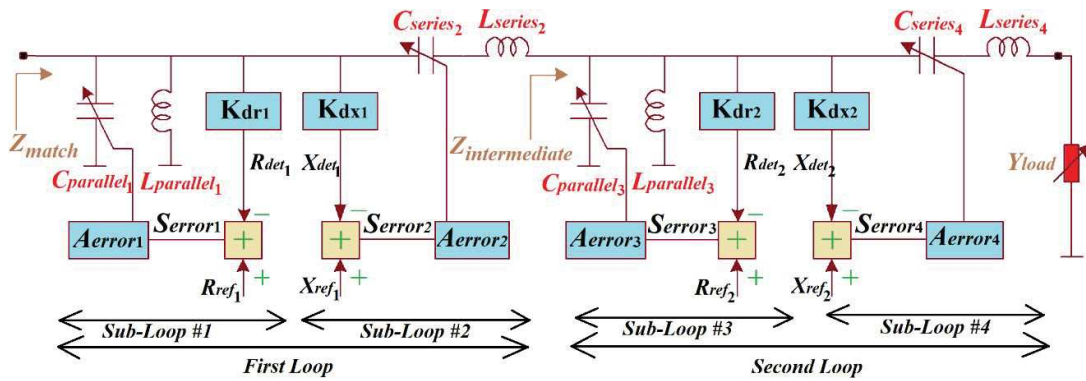 Cseries2 Lseries2 Cseries4 Lseries4
Kdr1 Kdx1 Kdr2 Kdx2
Zmatch Rdet1 Xdet1 Zintermediate Rdet2 Xdet2 Yload
Cparallel1 Lparallel1 Cparallel3 Lparallel3
− − − −
Aerror1 Serror1 + + Serror2 Aerror2 Aerror3 Serror3 + + Serror4 Aerror4
+ + + +
Rref1 Xref1 Rref2 Xref2
Sub-Loop #1 Sub-Loop #2 Sub-Loop #3 Sub-Loop #4
First Loop Second Loop